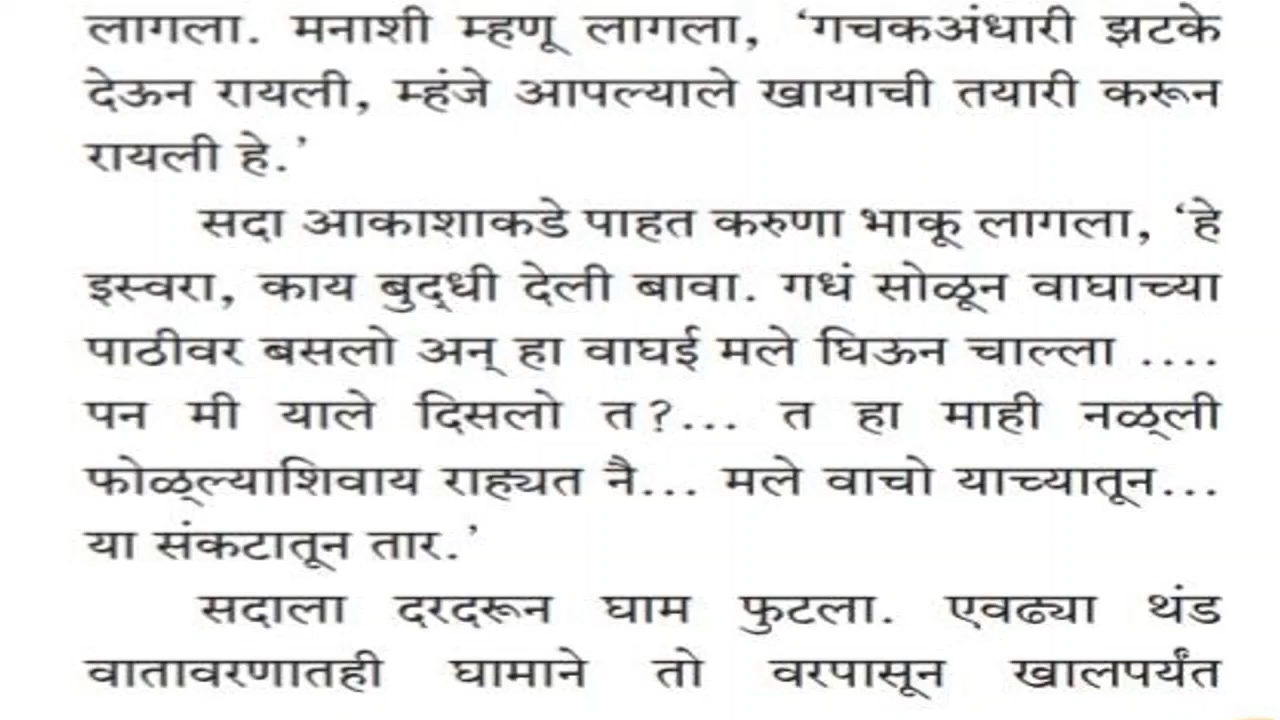 लागला. मनाशी म्हणू लागला, ‘गचकअंधारी झटके
देऊन रायली, म्हंजे आपल्याले खायाची तयारी करून
रायली हे.’
सदा आकाशाकडे पाहत करुणा भाकू लागला, ‘हे
इस्वरा, काय बुद्‌धी देली बावा. गधं सोळून वाघाच्या
पाठीवर बसलो अन् हा वाघई मले घिऊन चाल्ला ....
पन मी याले दिसलो त?... त हा माही नळ्ली
फोळ्ल्याशिवाय राह्यत नै... मले वाचो याच्यातून...
या संकटातून तार.’
सदाला दरदरून घाम फुटला. एवढ्या थंड
वातावरणातही घामाने तो वरपासून खालपर्यंत